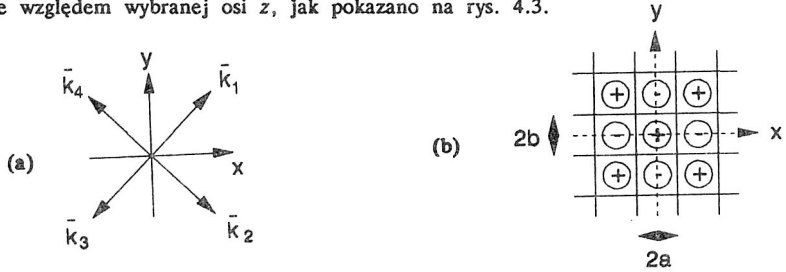 e względem wybranej osi z, jak pokazano na rys. 4.3.
(a)
y
x
k̄₁
k̄₂
k̄₃
k̄₄
(b)
y
x
2b
2a
+ - +
- + -
+ - +